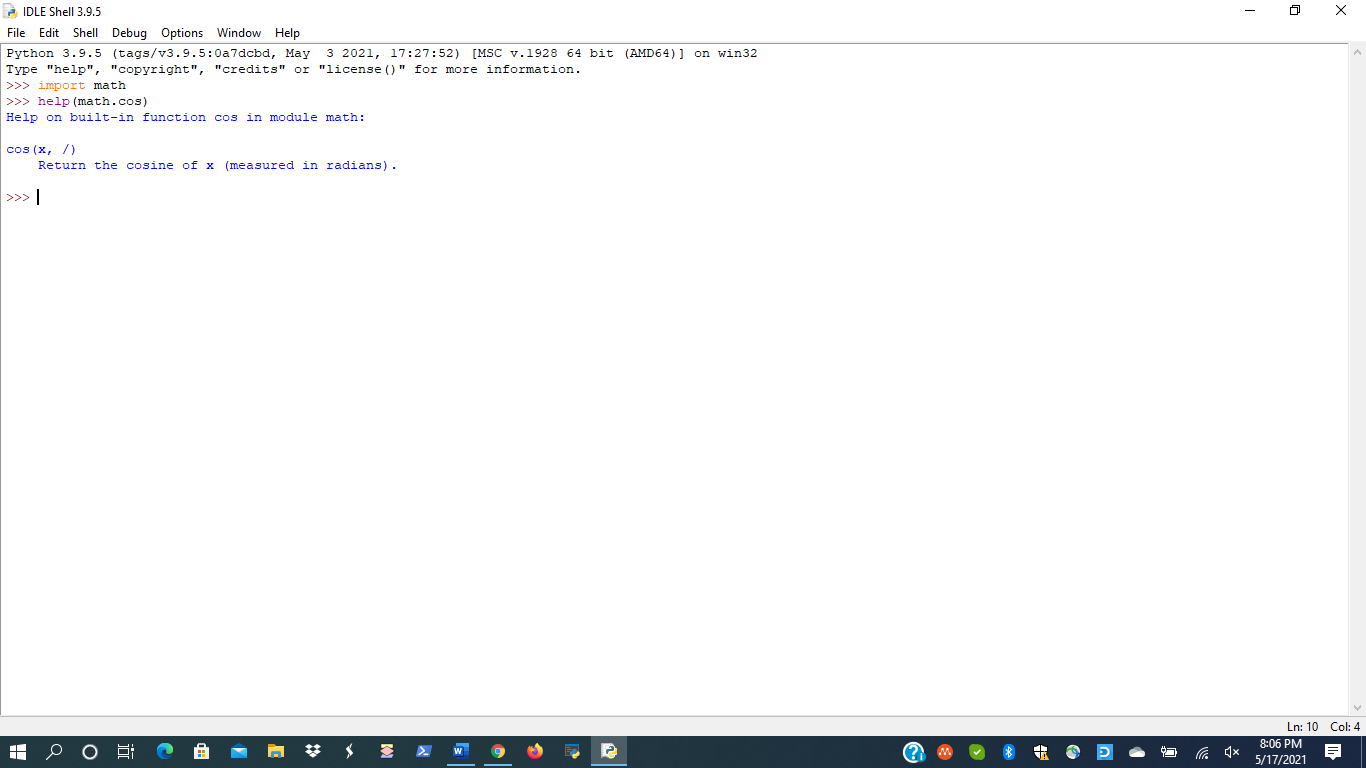 IDLE Shell 3.9.5
File Edit Shell Debug Options Window Help
Python 3.9.5 (tags/v3.9.5:0a7dcbd, May  3 2021, 17:27:52) [MSC v.1928 64 bit (AMD64)] on win32
Type "help", "copyright", "credits" or "license()" for more information.
>>> import math
>>> help(math.cos)
Help on built-in function cos in module math:
cos(x, /)
    Return the cosine of x (measured in radians).
>>>
Ln: 10 Col: 4
8:06 PM
5/17/2021